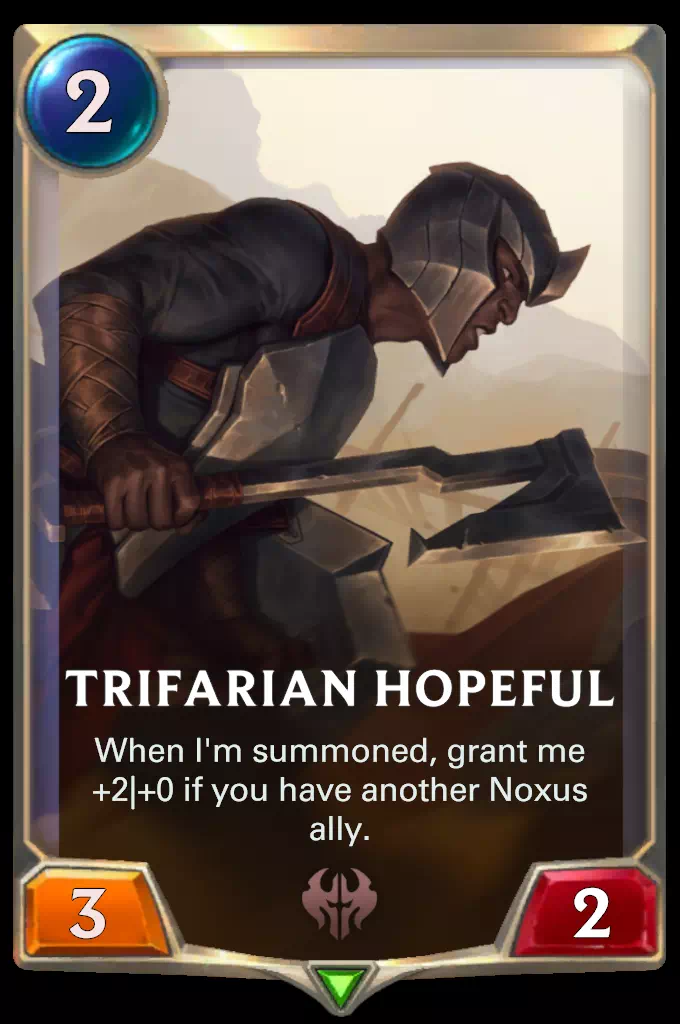 2
TRIFARIAN HOPEFUL
When I'm summoned, grant me
+2|+0 if you have another Noxus
ally.
3
2